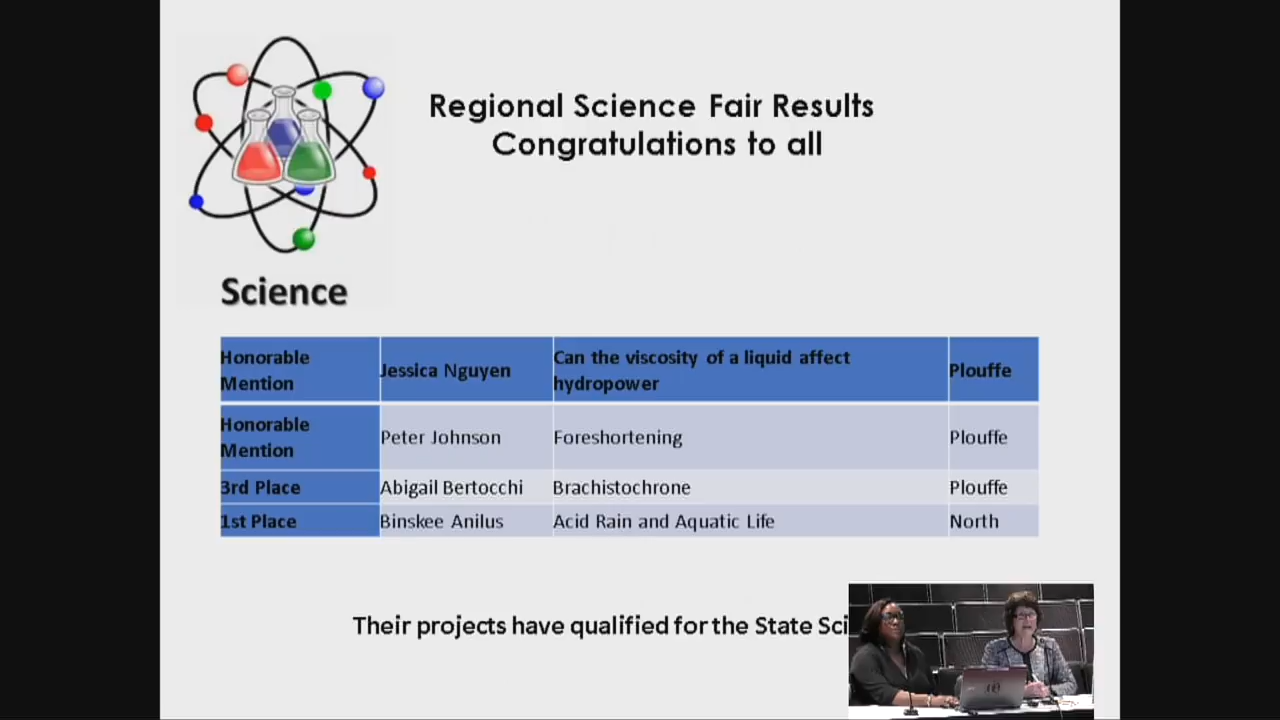 Regional Science Fair Results
Congratulations to all
Science
Honorable Mention Jessica Nguyen Can the viscosity of a liquid affect hydropower Plouffe
Honorable Mention Peter Johnson Foreshortening Plouffe
3rd Place Abigail Bertocchi Brachistochrone Plouffe
1st Place Binskee Anilus Acid Rain and Aquatic Life North
Their projects have qualified for the State Sci